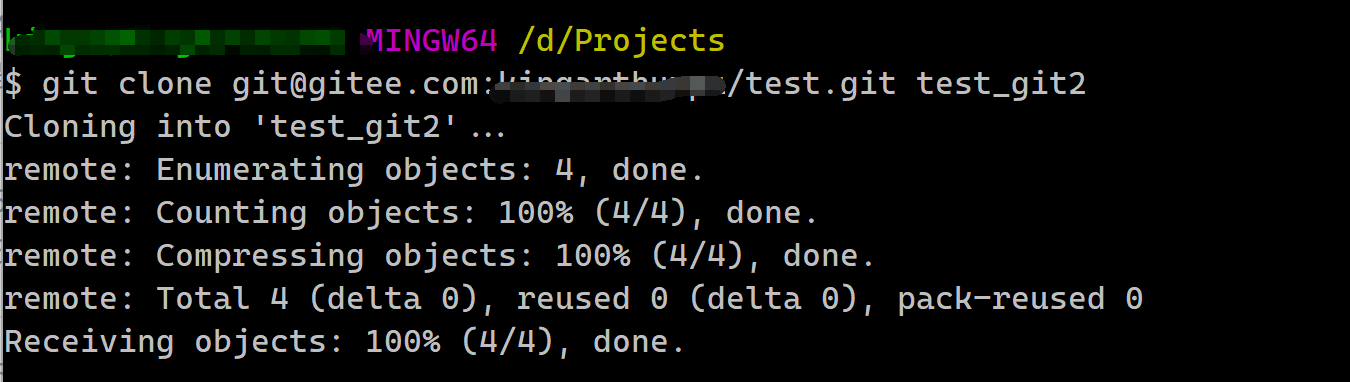 MINGW64 /d/Projects
$ git clone git@gitee.com: /test.git test_git2
Cloning into 'test_git2'...
remote: Enumerating objects: 4, done.
remote: Counting objects: 100% (4/4), done.
remote: Compressing objects: 100% (4/4), done.
remote: Total 4 (delta 0), reused 0 (delta 0), pack-reused 0
Receiving objects: 100% (4/4), done.